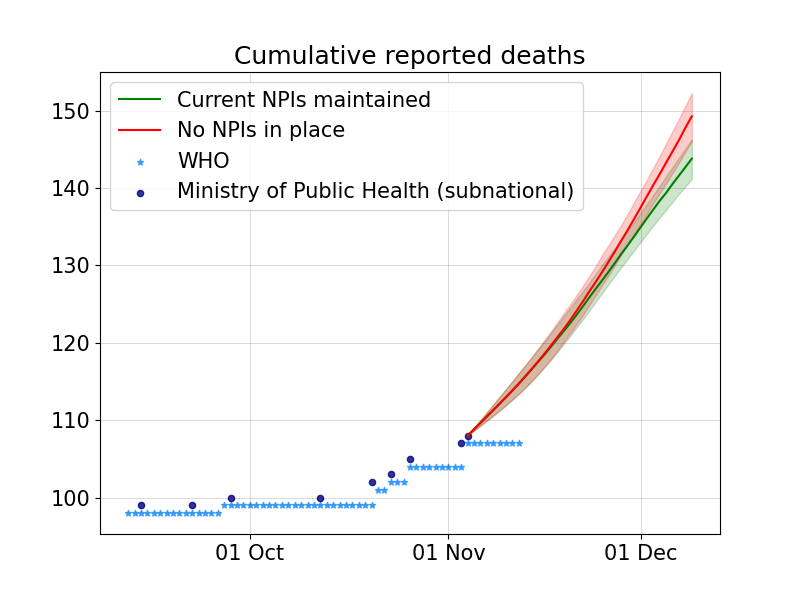 Cumulative reported deaths
Current NPIs maintained
No NPIs in place
WHO
Ministry of Public Health (subnational)
150
140
130
120
110
100
01 Oct
01 Nov
01 Dec